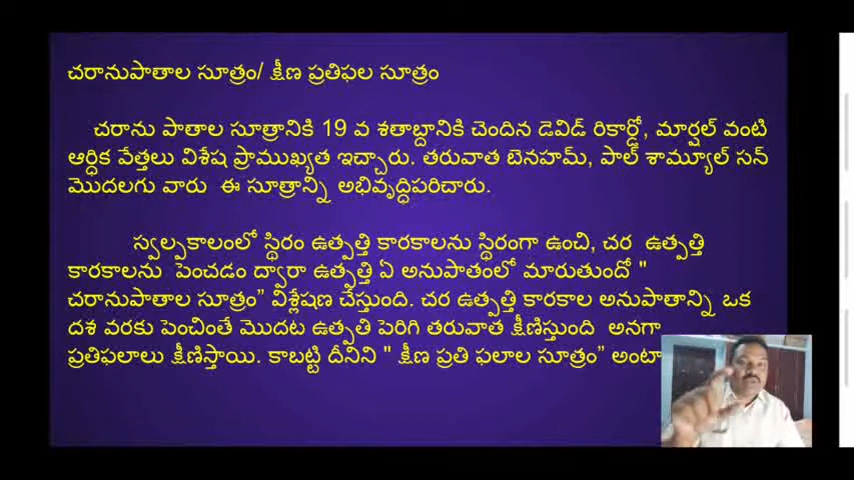 చరానుపాతాల సూత్రం/ క్షీణ ప్రతిఫల సూత్రం
చరాను పాతాల సూత్రానికి 19 వ శతాబ్దానికి చెందిన డెవిడ్ రికార్డో, మార్షల్ వంటి
ఆర్ధిక వేత్తలు విశేష ప్రాముఖ్యత ఇచ్చారు. తరువాత బెనహమ్, పాల్ శామ్యూల్ సన్
మొదలగు వారు ఈ సూత్రాన్ని అభివృద్ధిపరిచారు.
స్వల్పకాలంలో స్థిరం ఉత్పత్తి కారకాలను స్థిరంగా ఉంచి, చర ఉత్పత్తి
కారకాలను పెంచడం ద్వారా ఉత్పత్తి ఏ అనుపాతంలో మారుతుందో "
చరానుపాతాల సూత్రం” విశ్లేషణ చేస్తుంది. చర ఉత్పత్తి కారకాల అనుపాతాన్ని ఒక
దశ వరకు పెంచింతే మొదట ఉత్పతి పెరిగి తరువాత క్షీణిస్తుంది అనగా
ప్రతిఫలాలు క్షీణిస్తాయి. కాబట్టి దీనిని " క్షీణ ప్రతి ఫలాల సూత్రం” అంటా